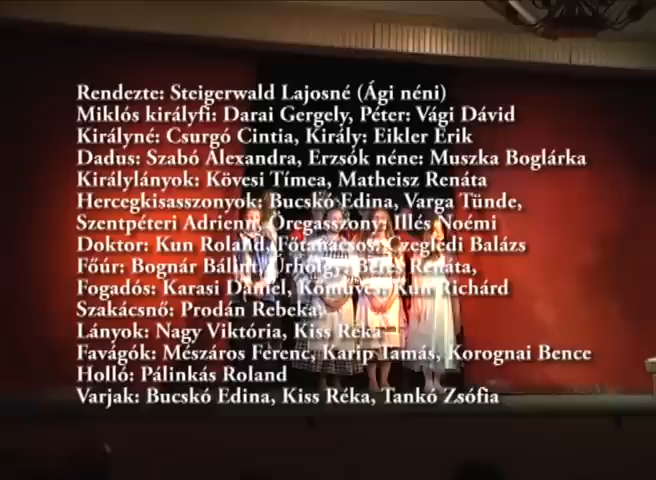 Rendezte: Steigerwald Lajosné (Ági néni)
Miklós királyfi: Darai Gergely, Péter: Vági Dávid
Királyné: Csurgó Cintia, Király: Eikler Erik
Dadus: Szabó Alexandra, Erzsók néne: Muszka Boglárka
Királylányok: Kövesi Tímea, Matheisz Renáta
Hercegkisasszonyok: Bucskó Edina, Varga Tünde,
Szentpéteri Adrienn, Öregasszony: Illés Noémi
Doktor: Kun Roland, Főtanácsos: Czeglédi Balázs
Főúr: Bognár Bálint, Úrhölgy: Béres Renáta,
Fogadós: Karasi Dániel, Kőműves: Kun Richárd
Szakácsnő: Prodán Rebeka,
Lányok: Nagy Viktória, Kiss Réka
Favágók: Mészáros Ferenc, Karip Tamás, Korognai Bence
Holló: Pálinkás Roland
Varjak: Bucskó Edina, Kiss Réka, Tankó Zsófia